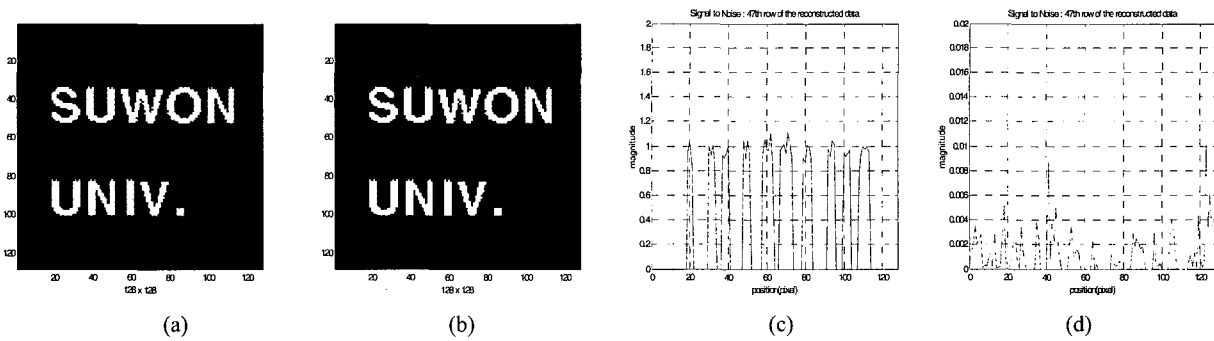 SUWON
UNIV.
20
40
60
80
100
120
20 40 60 80 100 120
128 x 128
(a)
SUWON
UNIV.
20
40
60
80
100
120
20 40 60 80 100 120
128 x 128
(b)
Signal to Noise : 47th row of the reconstructed data
2
1.8
1.6
1.4
1.2
1
0.8
0.6
0.4
0.2
0
magnitude
0 20 40 60 80 100 120
position(pixel)
(c)
Signal to Noise : 47th row of the reconstructed data
0.02
0.018
0.016
0.014
0.012
0.01
0.008
0.006
0.004
0.002
0
magnitude
0 20 40 60 80 100 120
position(pixel)
(d)